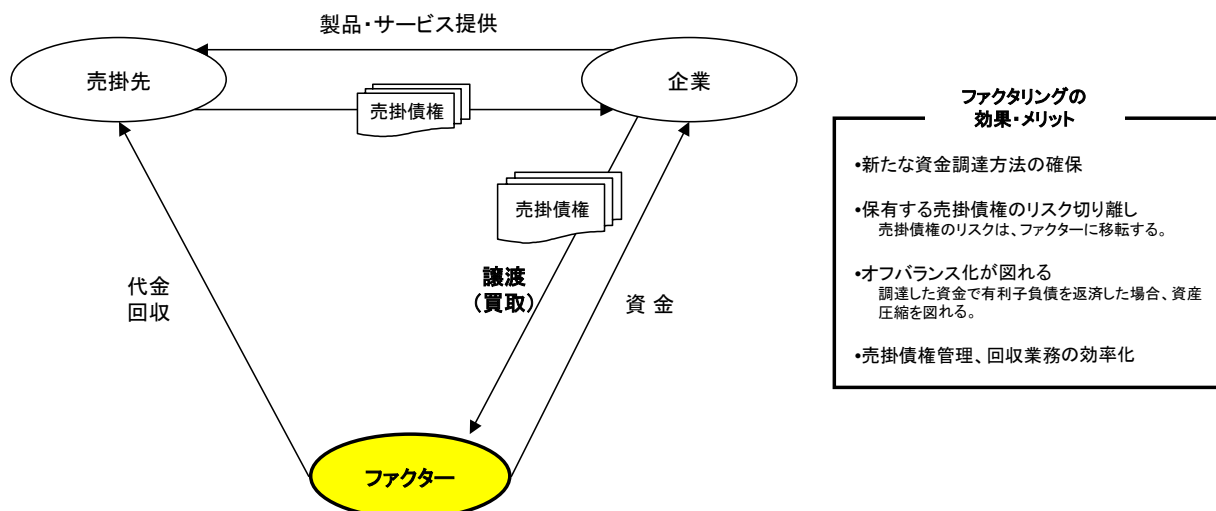 製品・サービス提供
売掛先
企業
売掛債権
売掛債権
譲渡
（買取）
代金
回収
資 金
ファクター
ファクタリングの
効果・メリット
•新たな資金調達方法の確保
•保有する売掛債権のリスク切り離し
売掛債権のリスクは、ファクターに移転する。
•オフバランス化が図れる
調達した資金で有利子負債を返済した場合、資産
圧縮を図れる。
•売掛債権管理、回収業務の効率化